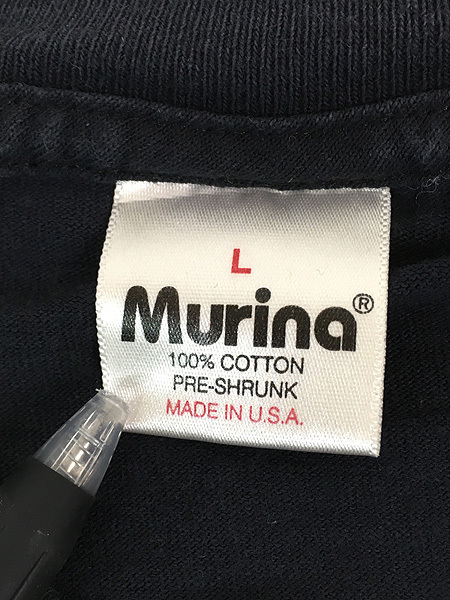 L
Murina®
100% COTTON
PRE-SHRUNK
MADE IN U.S.A.